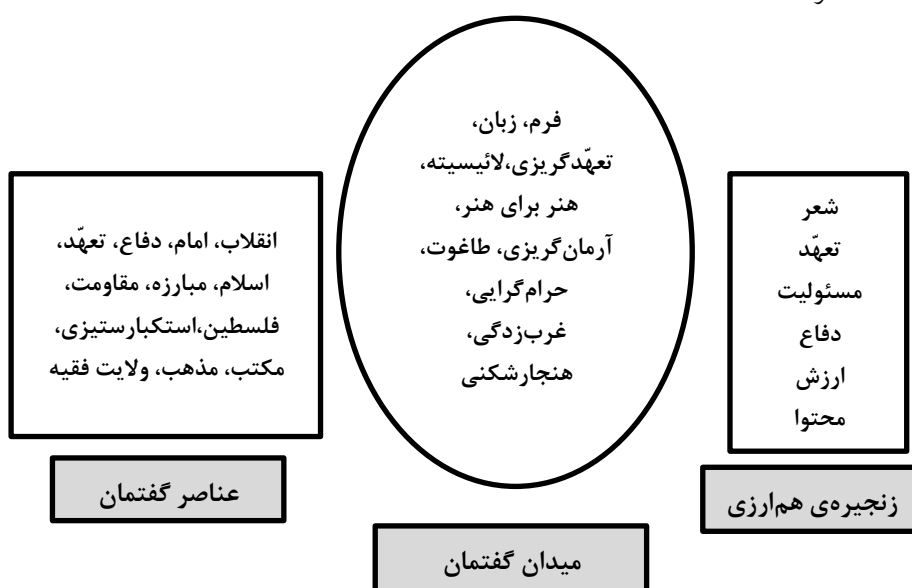 شعر
تعهّد
مسئولیت
دفاع
ارزش
محتوا
زنجیره‌ی هم‌ارزی
فرم، زبان،
تعهّدگریزی،لائیسیته،
هنر برای هنر،
آرمان‌گریزی، طاغوت،
حرام‌گرایی،
غرب‌زدگی،
هنجارشکنی
میدان گفتمان
انقلاب، امام، دفاع، تعهّد،
اسلام، مبارزه، مقاومت،
فلسطین،استکبارستیزی،
مکتب، مذهب، ولایت فقیه
عناصر گفتمان